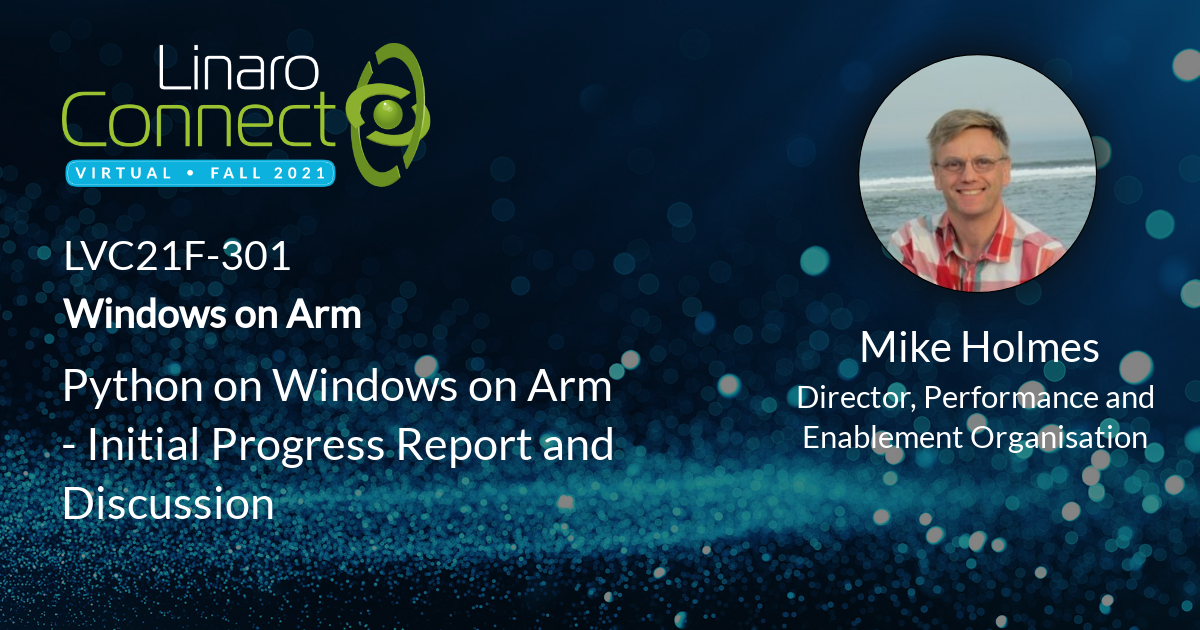 Linaro
Connect
VIRTUAL • FALL 2021
LVC21F-301
Windows on Arm
Python on Windows on Arm
- Initial Progress Report and
Discussion
Mike Holmes
Director, Performance and
Enablement Organisation